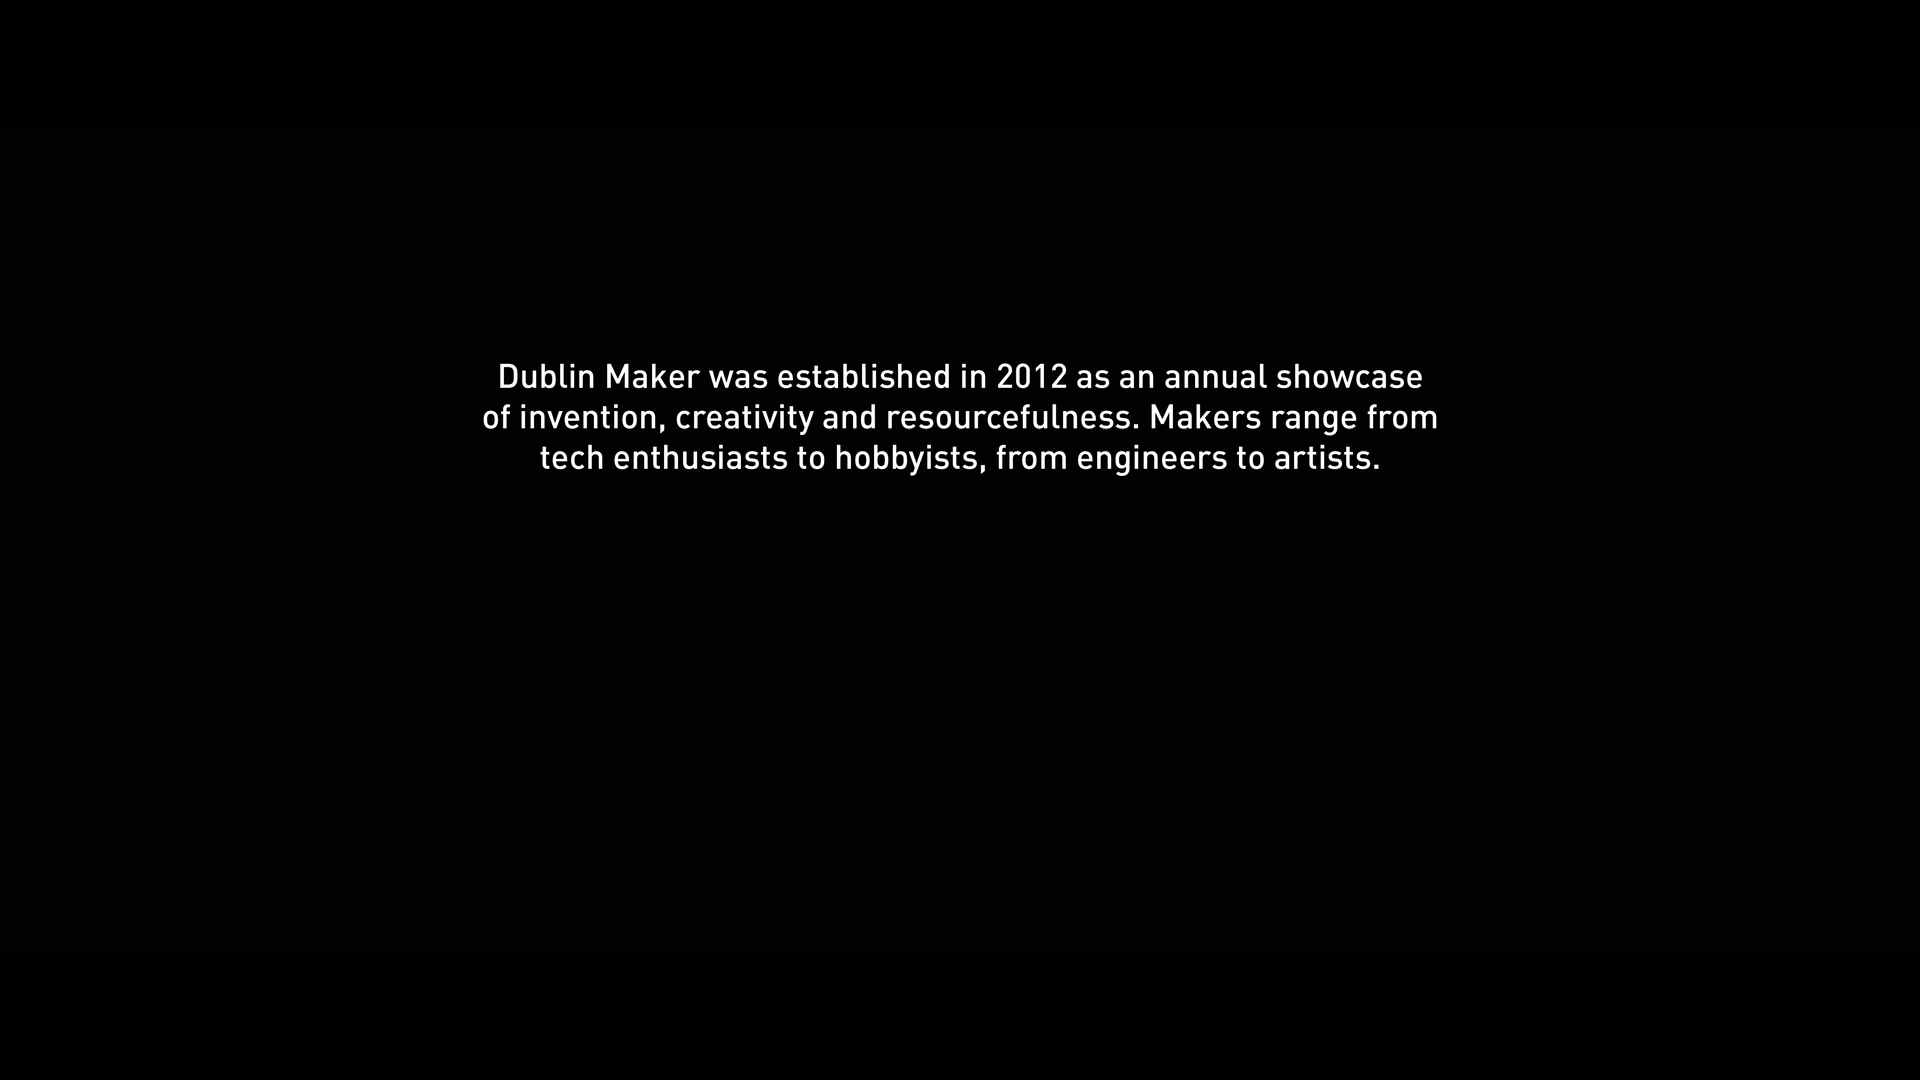 Dublin Maker was established in 2012 as an annual showcase
of invention, creativity and resourcefulness. Makers range from
tech enthusiasts to hobbyists, from engineers to artists.